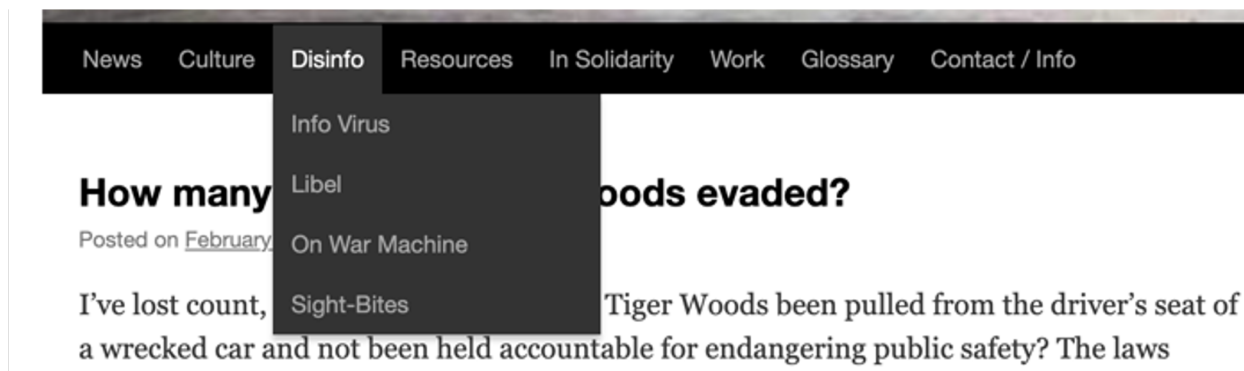 News Culture Disinfo Resources In Solidarity Work Glossary Contact / Info
Info Virus
Libel
On War Machine
Sight-Bites
How many oods evaded?
Posted on February
I've lost count, Tiger Woods been pulled from the driver's seat of
a wrecked car and not been held accountable for endangering public safety? The laws